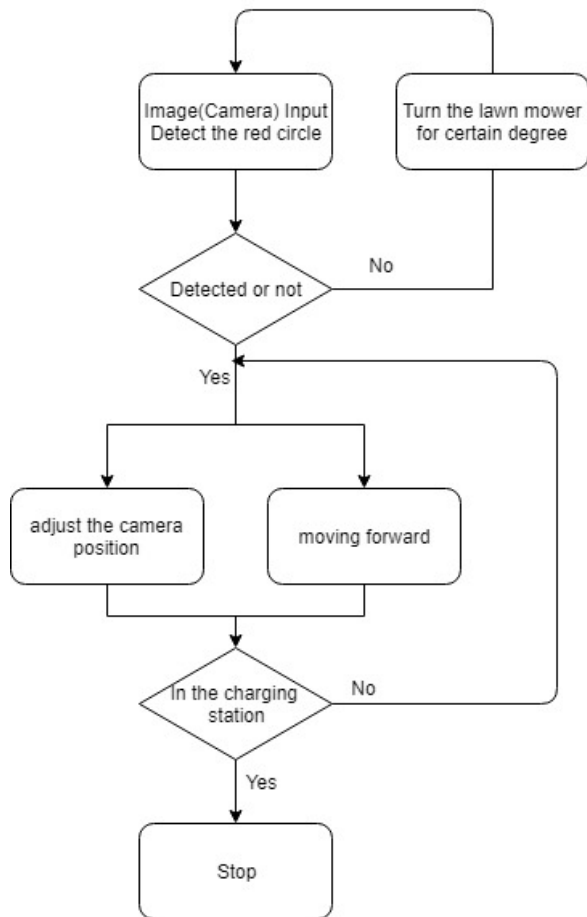 Image(Camera) Input
Detect the red circle
Turn the lawn mower
for certain degree
No
Detected or not
Yes
adjust the camera
position
moving forward
In the charging
station
No
Yes
Stop